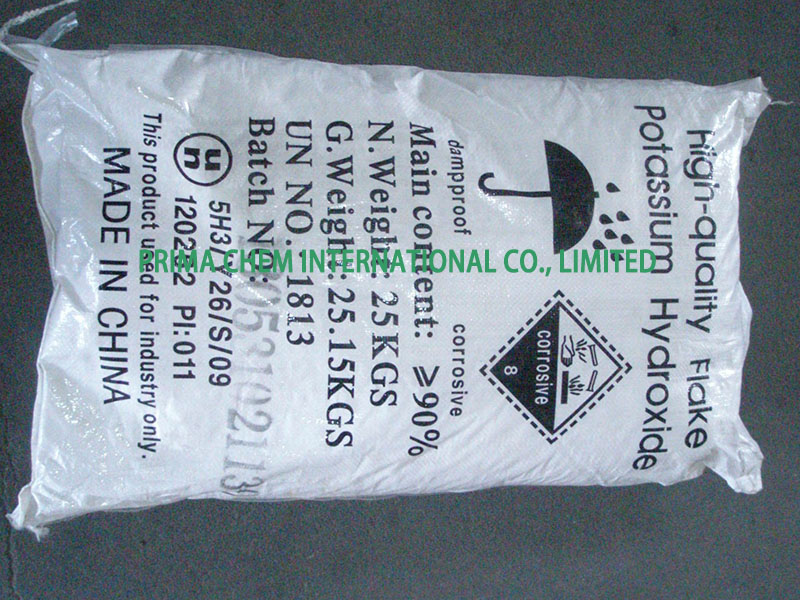 High-quality Flake
Potassium Hydroxide
corrosive
8
dampproof corrosive
Main content: ≥90%
N.Weight: 25KGS
G.Weight: 25.15KGS
UN NO.: 1813
Batch NO:
un 5H3/Y26/S/09
PI:011
This product used for industry only.
MADE IN CHINA
PRIMA CHEM INTERNATIONAL CO., LIMITED